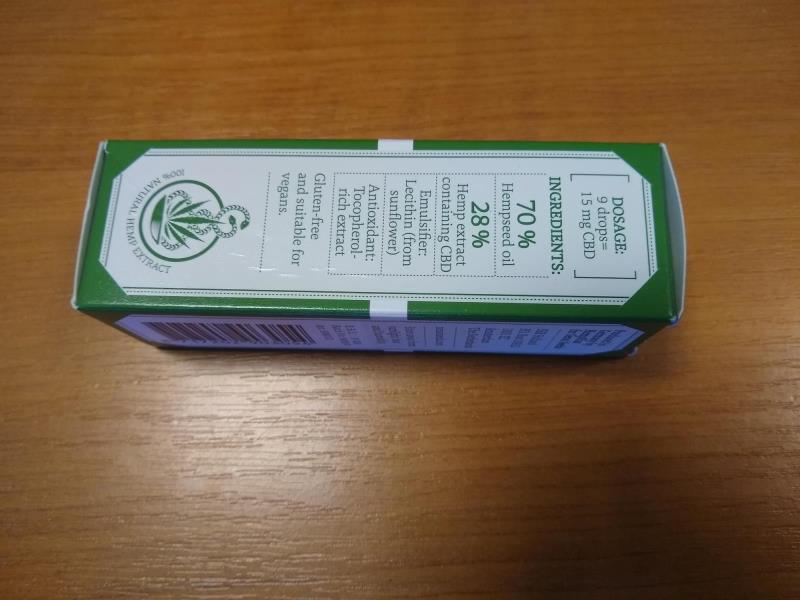 DOSAGE:
9 drops=
15 mg CBD
INGREDIENTS:
70%
Hempseed oil
28%
Hemp extract
containing CBD
Emulsifier:
Lecithin (from
sunflower)
Antioxidant:
Tocopherol-
rich extract
Gluten-free
and suitable for
vegans.
100% NATURAL HEMP EXTRACT